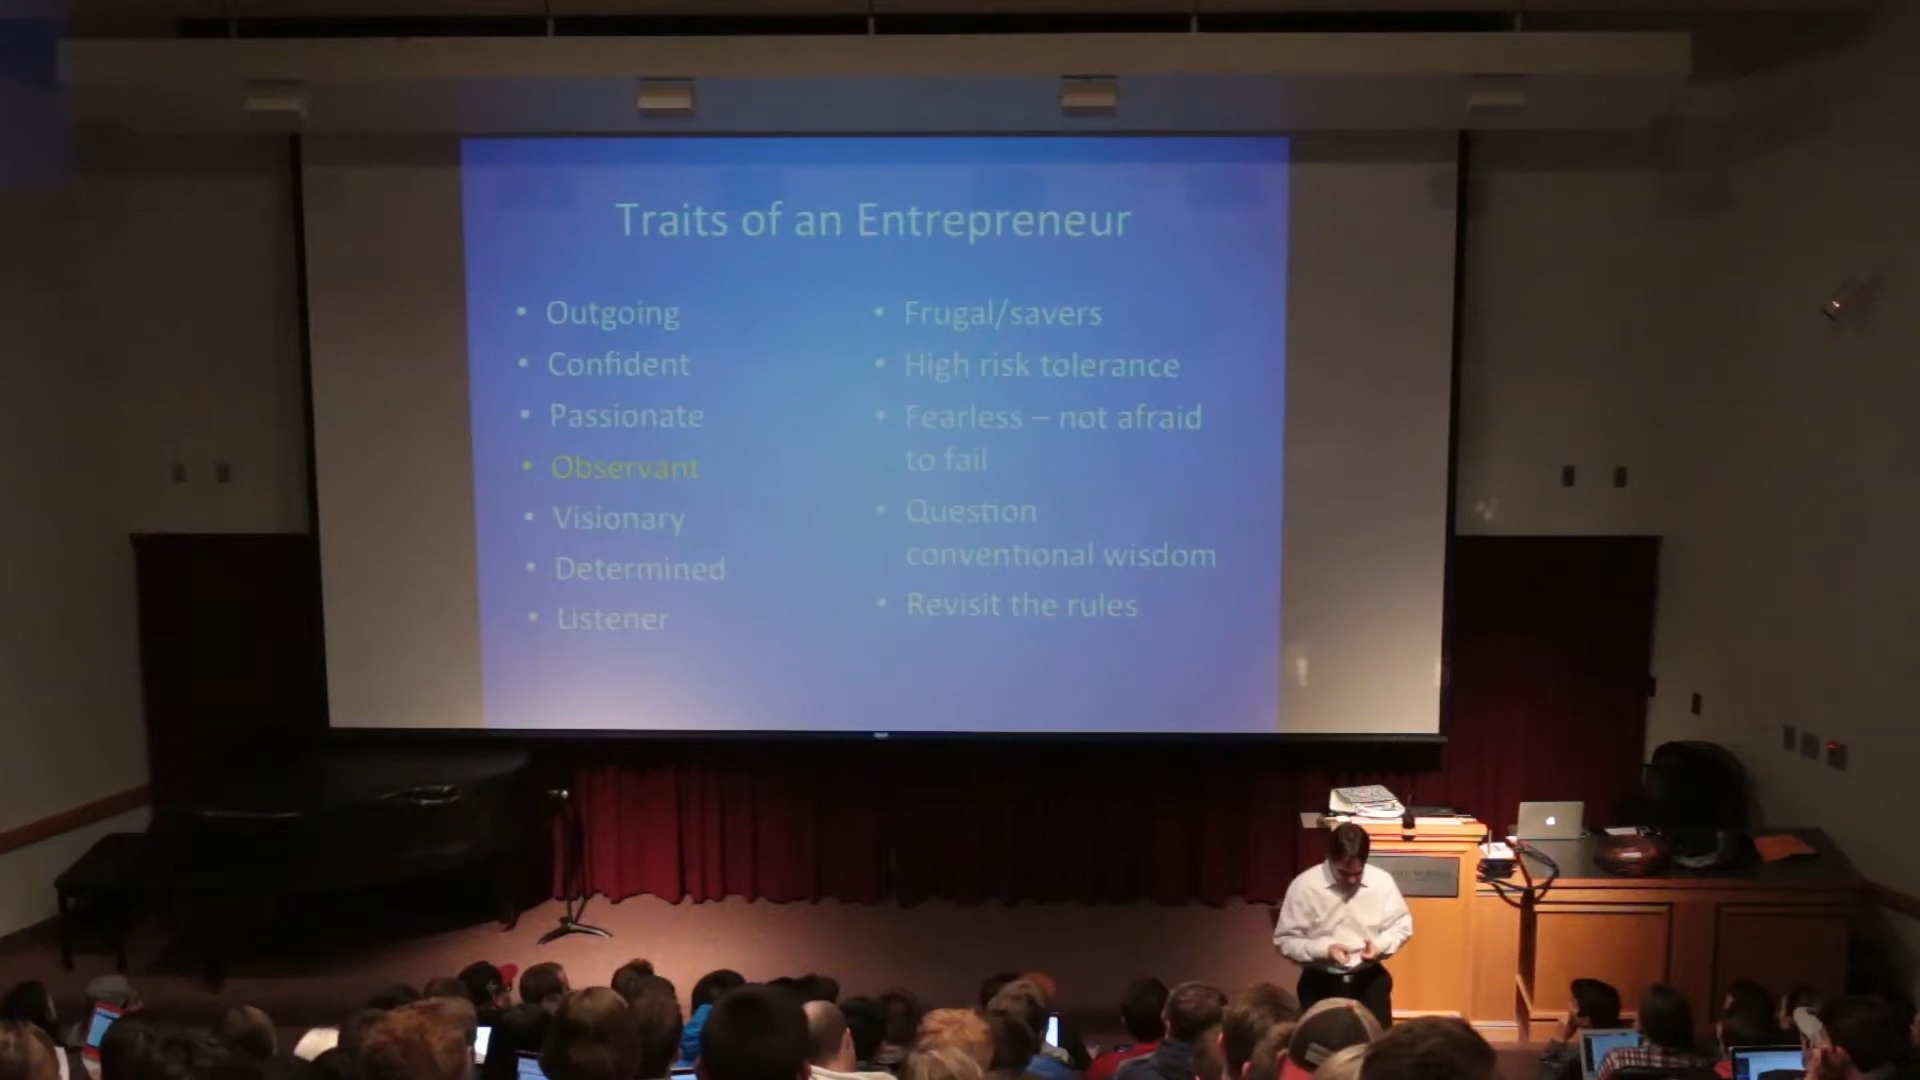 Traits of an Entrepreneur
• Outgoing
• Confident
• Passionate
• Observant
• Visionary
• Determined
• Listener
• Frugal/savers
• High risk tolerance
• Fearless – not afraid
to fail
• Question
conventional wisdom
• Revisit the rules